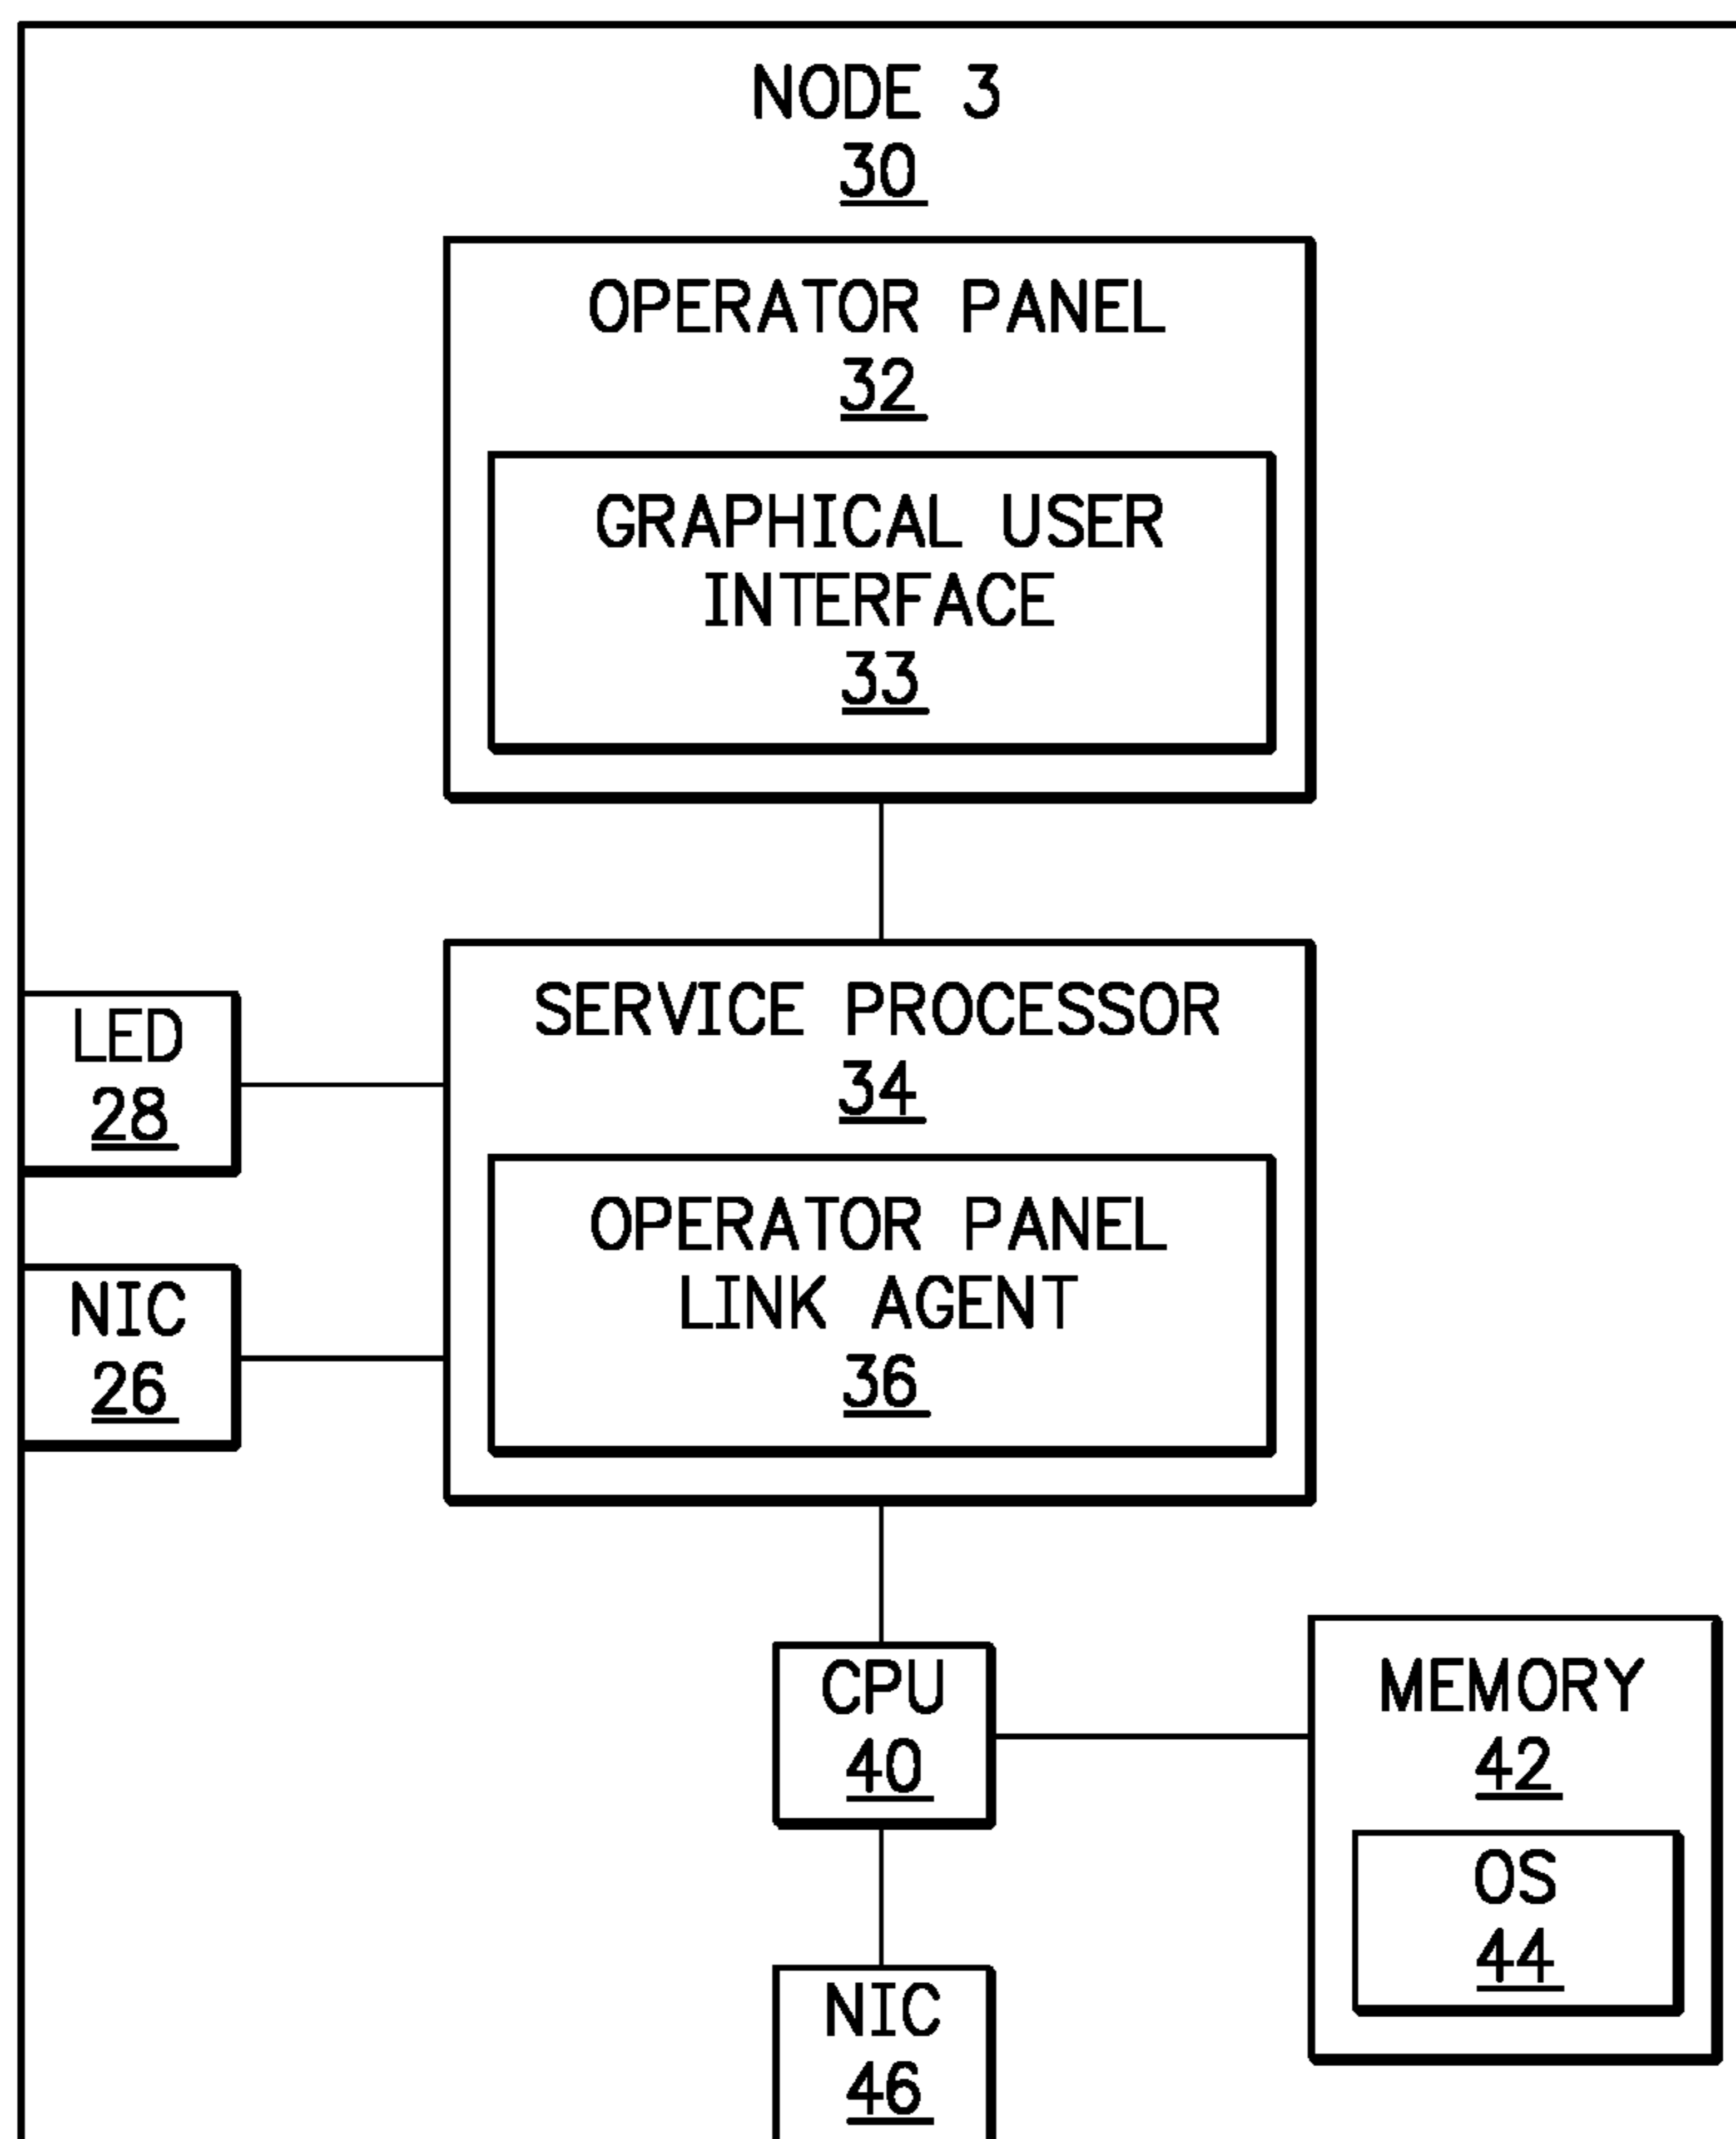 NODE 3
30
OPERATOR PANEL
32
GRAPHICAL USER
INTERFACE
33
SERVICE PROCESSOR
34
LED
28
OPERATOR PANEL
LINK AGENT
36
NIC
26
CPU
40
MEMORY
42
OS
44
NIC
46